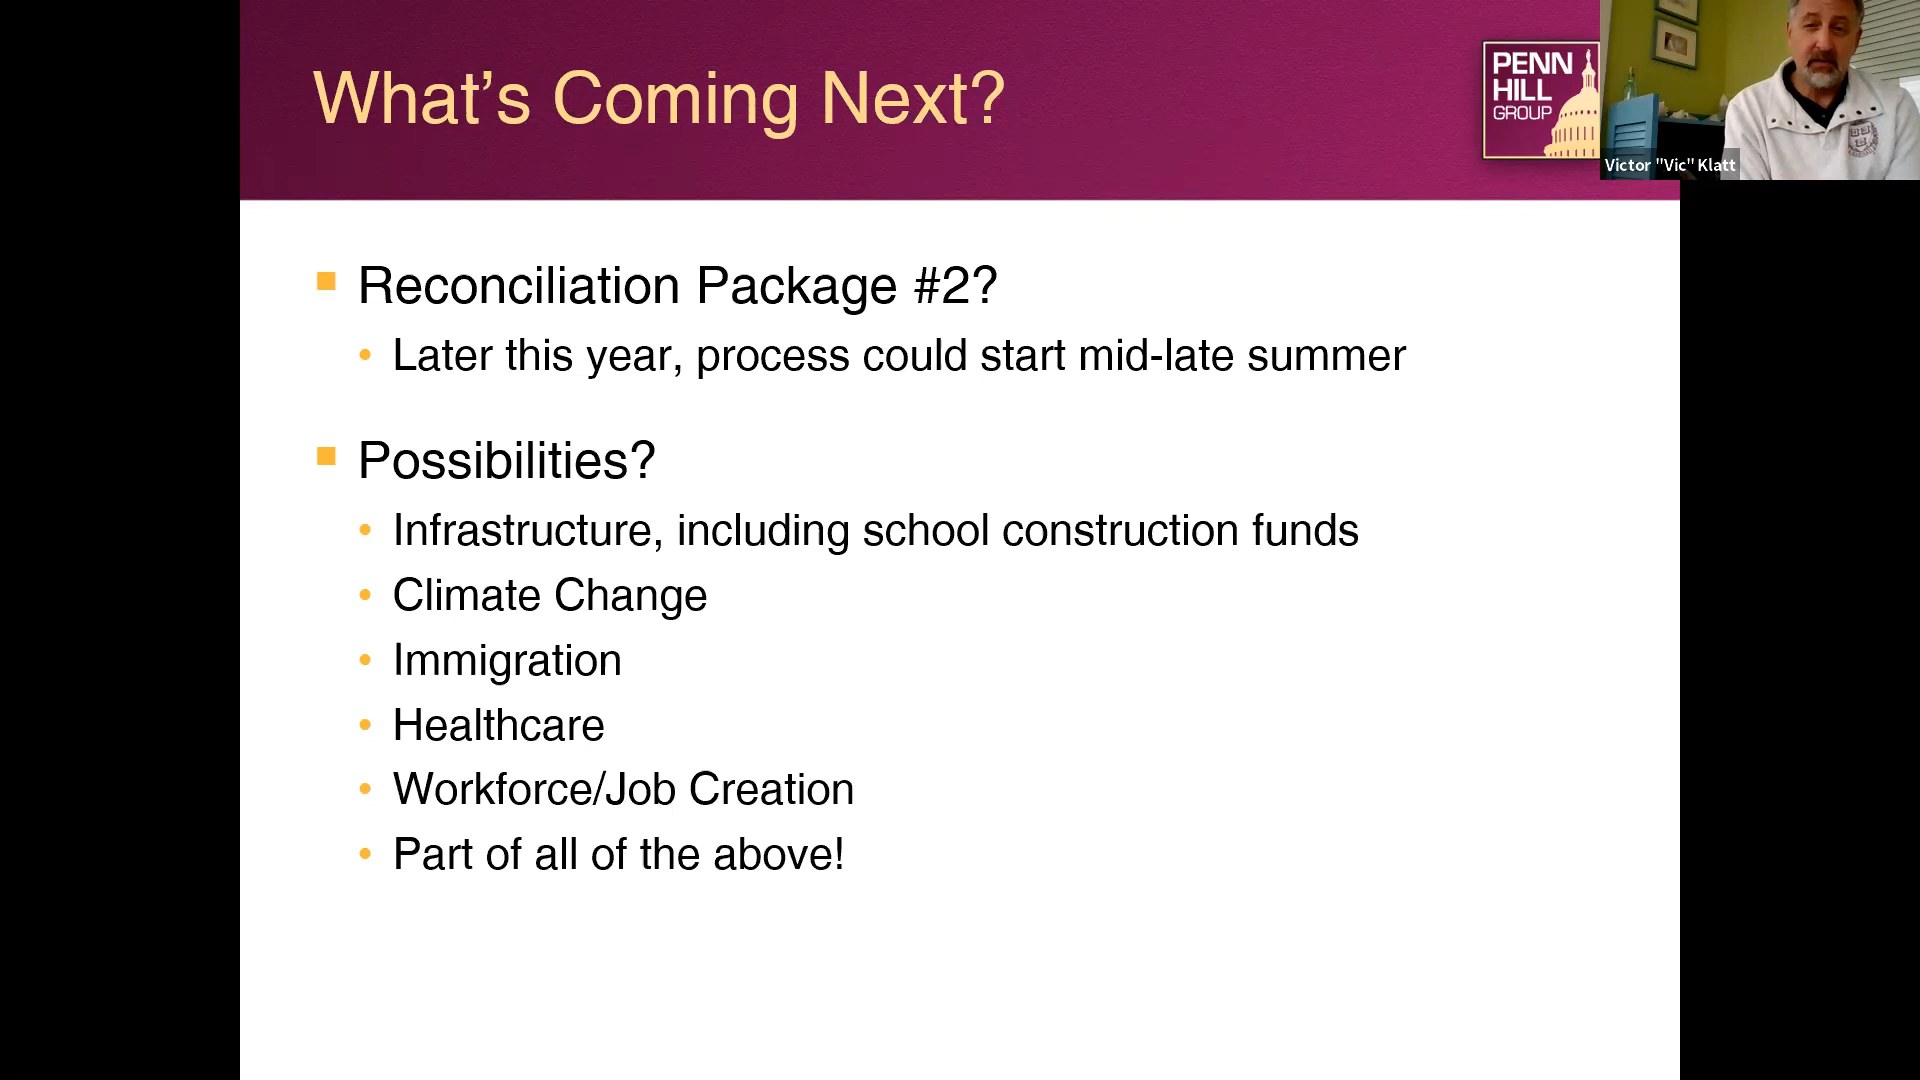 What’s Coming Next?
PENN
HILL
GROUP
Victor "Vic" Klatt
Reconciliation Package #2?
Later this year, process could start mid-late summer
Possibilities?
Infrastructure, including school construction funds
Climate Change
Immigration
Healthcare
Workforce/Job Creation
Part of all of the above!